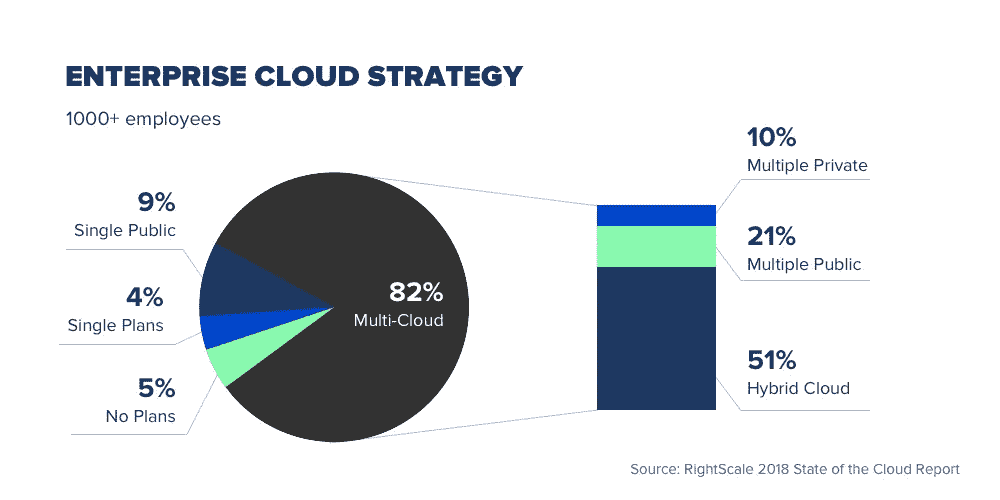 ENTERPRISE CLOUD STRATEGY
1000+ employees
9%
Single Public
4%
Single Plans
5%
No Plans
82%
Multi-Cloud
10%
Multiple Private
21%
Multiple Public
51%
Hybrid Cloud
Source: RightScale 2018 State of the Cloud Report